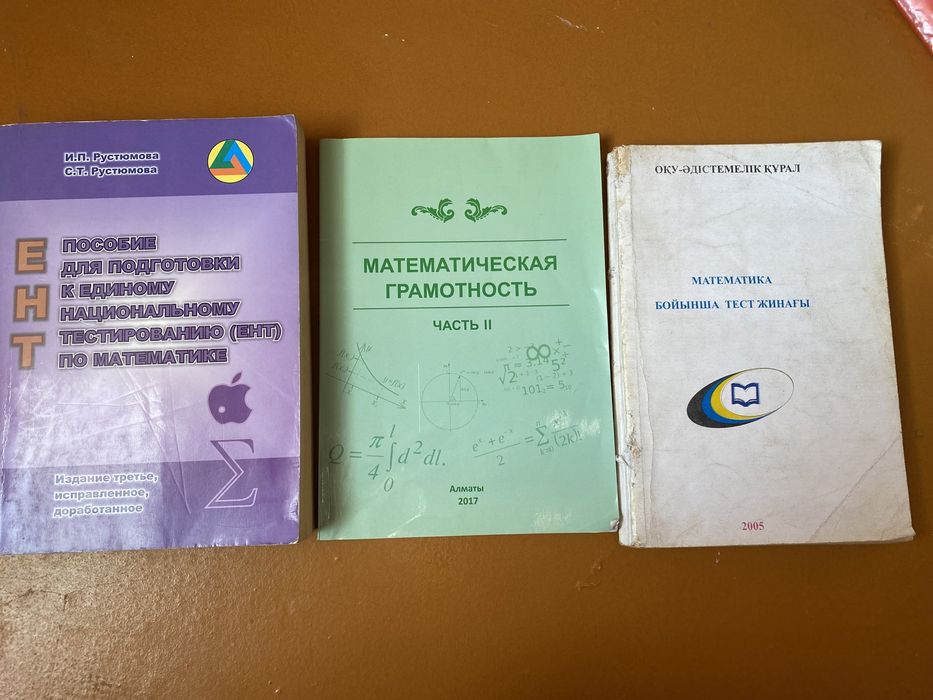 И.П. Рустюмова
С.Т. Рустюмова
ЕНТ
ПОСОБИЕ
ДЛЯ ПОДГОТОВКИ
К ЕДИНОМУ
НАЦИОНАЛЬНОМУ
ТЕСТИРОВАНИЮ (ЕНТ)
ПО МАТЕМАТИКЕ
Σ
Издание третье,
исправленное,
доработанное
МАТЕМАТИЧЕСКАЯ
ГРАМОТНОСТЬ
ЧАСТЬ II
Алматы
2017
ОҚУ-ӘДІСТЕМЕЛІК ҚҰРАЛ
МАТЕМАТИКА
БОЙЫНША ТЕСТ ЖИНАҒЫ
2005